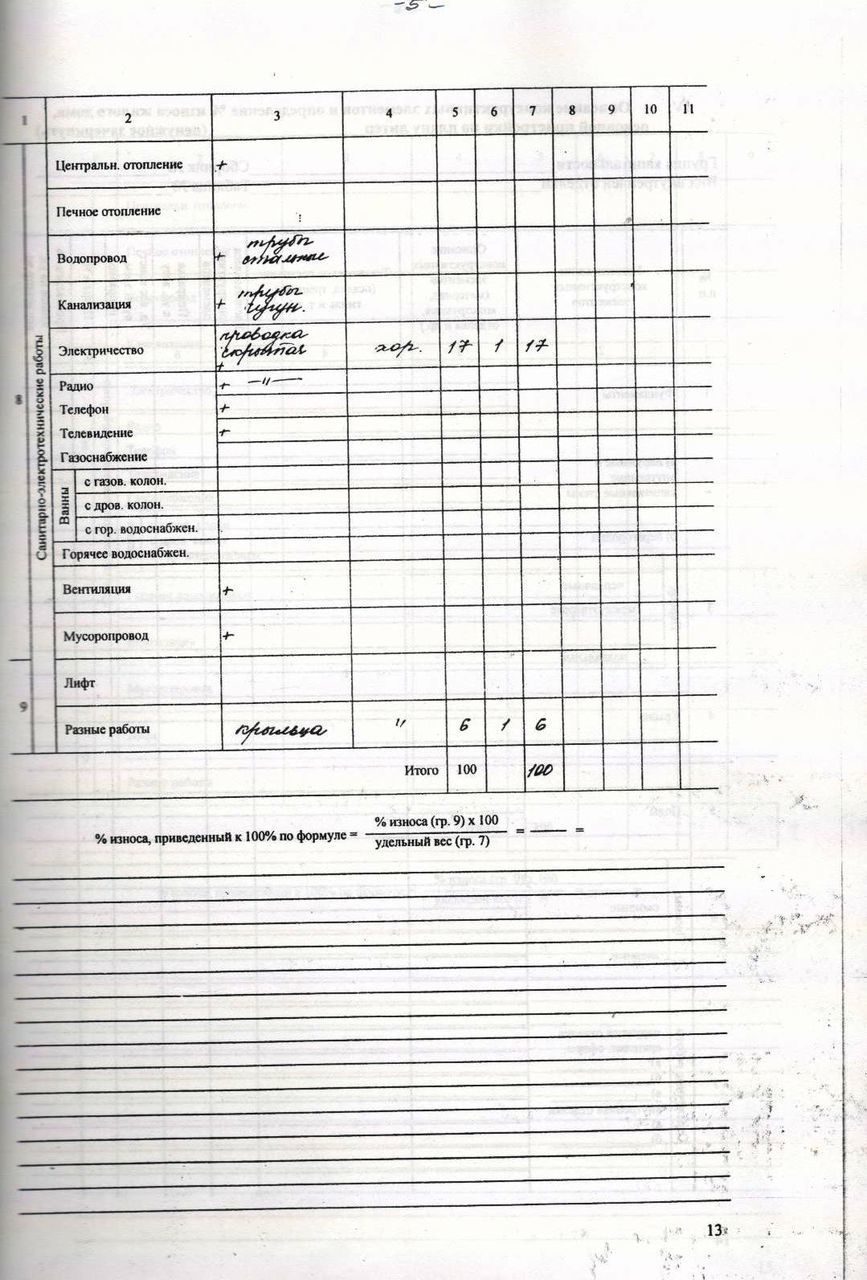 -5-
1 2 3 4 5 6 7 8 9 10 11
8 Санитарно-электротехнические работы
Центральн. отопление +
Печное отопление
трубы
Водопровод + стальные
трубы
Канализация + чугун.
проводка
Электричество скрытая хор. 17 1 17
+
Радио + —"—
Телефон +
Телевидение +
Газоснабжение
Ванны
с газов. колон.
с дров. колон.
с гор. водоснабжен.
Горячее водоснабжен.
Вентиляция +
Мусоропровод +
Лифт
9
Разные работы крыльца " 6 1 6
Итого 100 100
% износа, приведенный к 100% по формуле = % износа (гр. 9) х 100 = —— =
удельный вес (гр. 7)
13